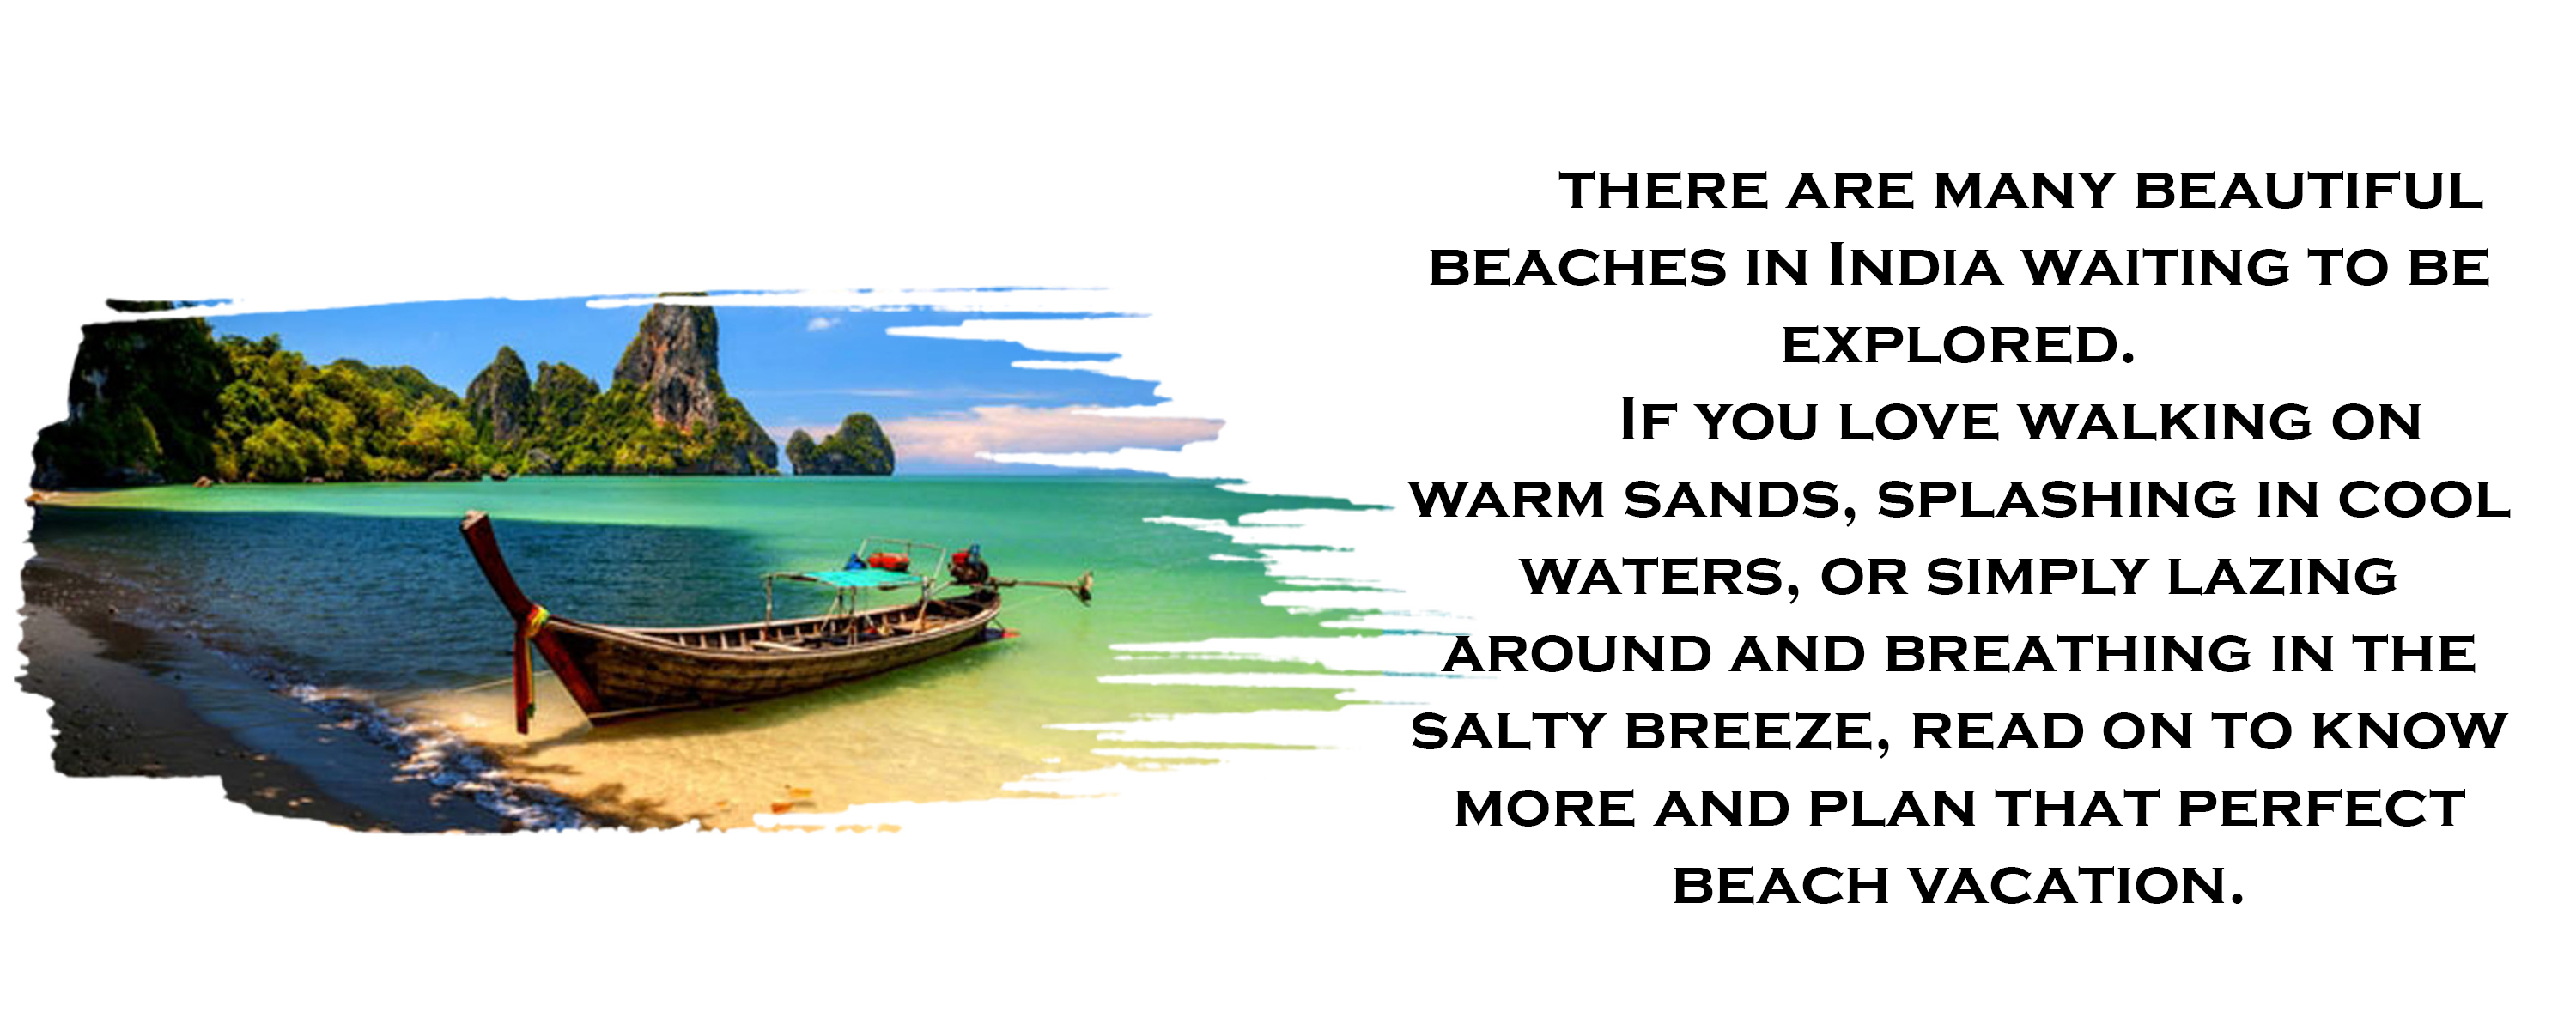 there are many beautiful
beaches in India waiting to be
explored.
If you love walking on
warm sands, splashing in cool
waters, or simply lazing
around and breathing in the
salty breeze, read on to know
more and plan that perfect
beach vacation.